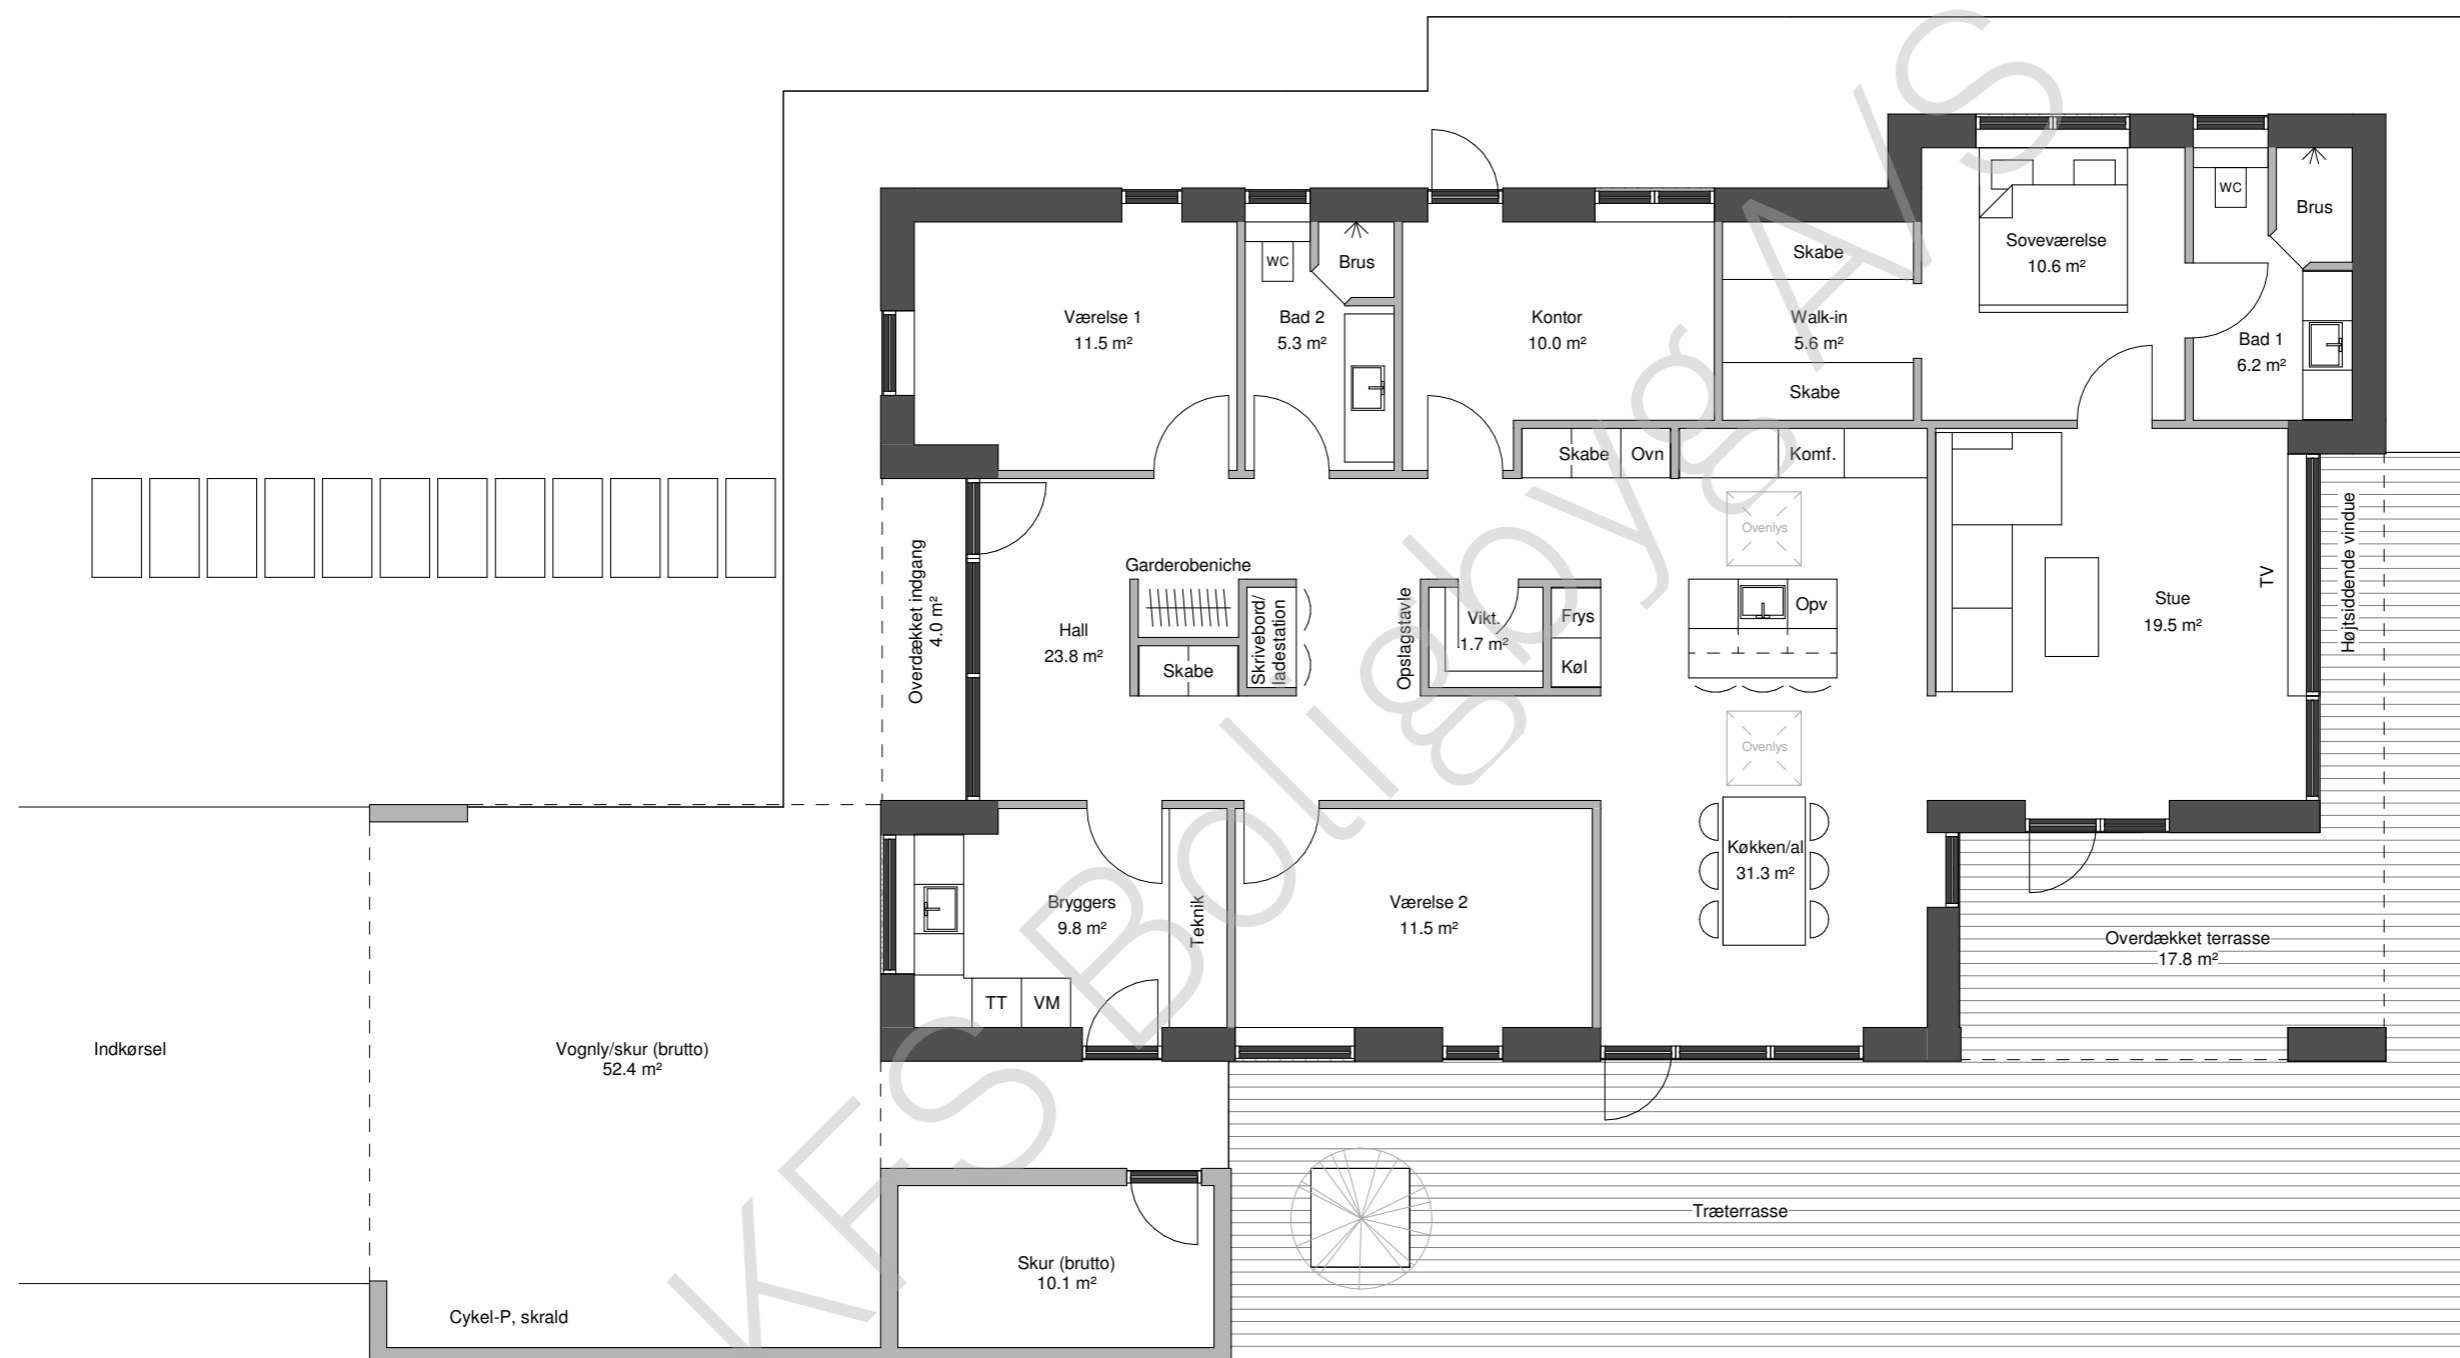 WC
Brus
Soveværelse
10.6 m²
Skabe
WC
Brus
Værelse 1
11.5 m²
Bad 2
5.3 m²
Kontor
10.0 m²
Walk-in
5.6 m²
Bad 1
6.2 m²
Skabe
Skabe
Ovn
Komf.
Ovenlys
Højtsiddende vindue
Overdækket indgang
4.0 m²
Garderobeniche
Hall
23.8 m²
Skabe
Skrivebord/
ladestation
Opslagstavle
Vikt.
1.7 m²
Frys
Køl
Opv
TV
Stue
19.5 m²
Ovenlys
Køkken/al
31.3 m²
Bryggers
9.8 m²
Teknik
Værelse 2
11.5 m²
Overdækket terrasse
17.8 m²
TT
VM
Indkørsel
Vognly/skur (brutto)
52.4 m²
Træterrasse
Skur (brutto)
10.1 m²
Cykel-P, skrald
KFS Boligbyg A/S